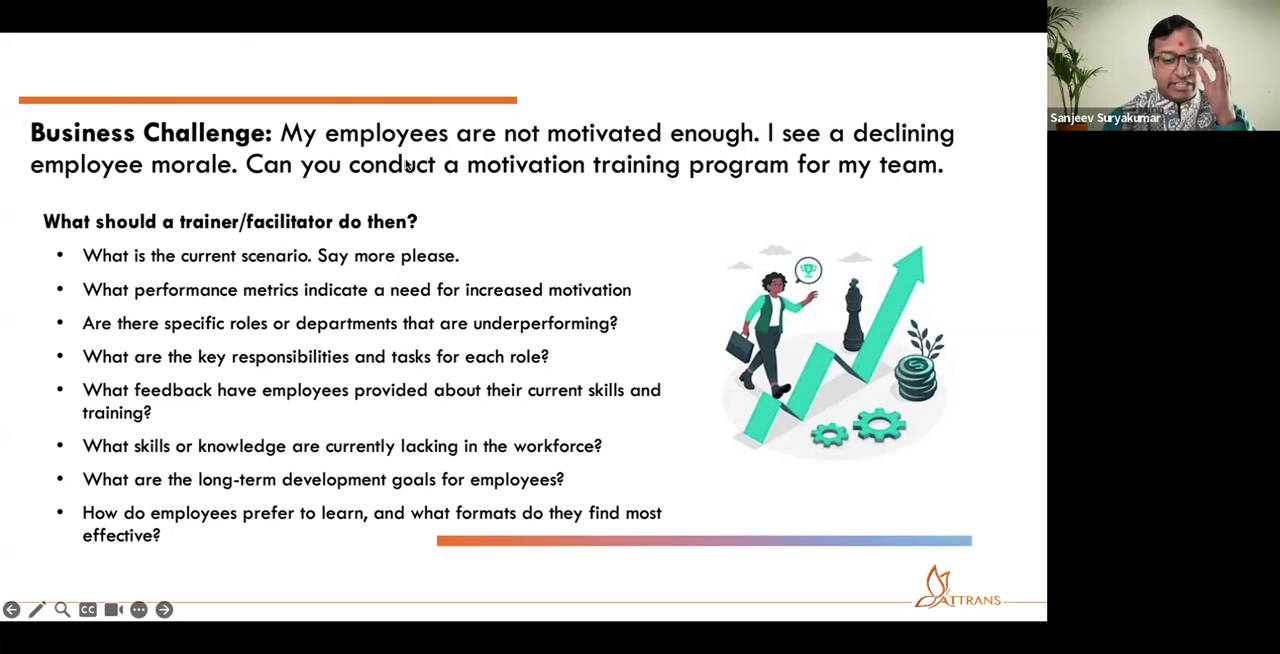 Business Challenge: My employees are not motivated enough. I see a declining
employee morale. Can you conduct a motivation training program for my team.
What should a trainer/facilitator do then?
• What is the current scenario. Say more please.
• What performance metrics indicate a need for increased motivation
• Are there specific roles or departments that are underperforming?
• What are the key responsibilities and tasks for each role?
• What feedback have employees provided about their current skills and
training?
• What skills or knowledge are currently lacking in the workforce?
• What are the long-term development goals for employees?
• How do employees prefer to learn, and what formats do they find most
effective?
ATTRANS
CC
Sanjeev Suryakumar